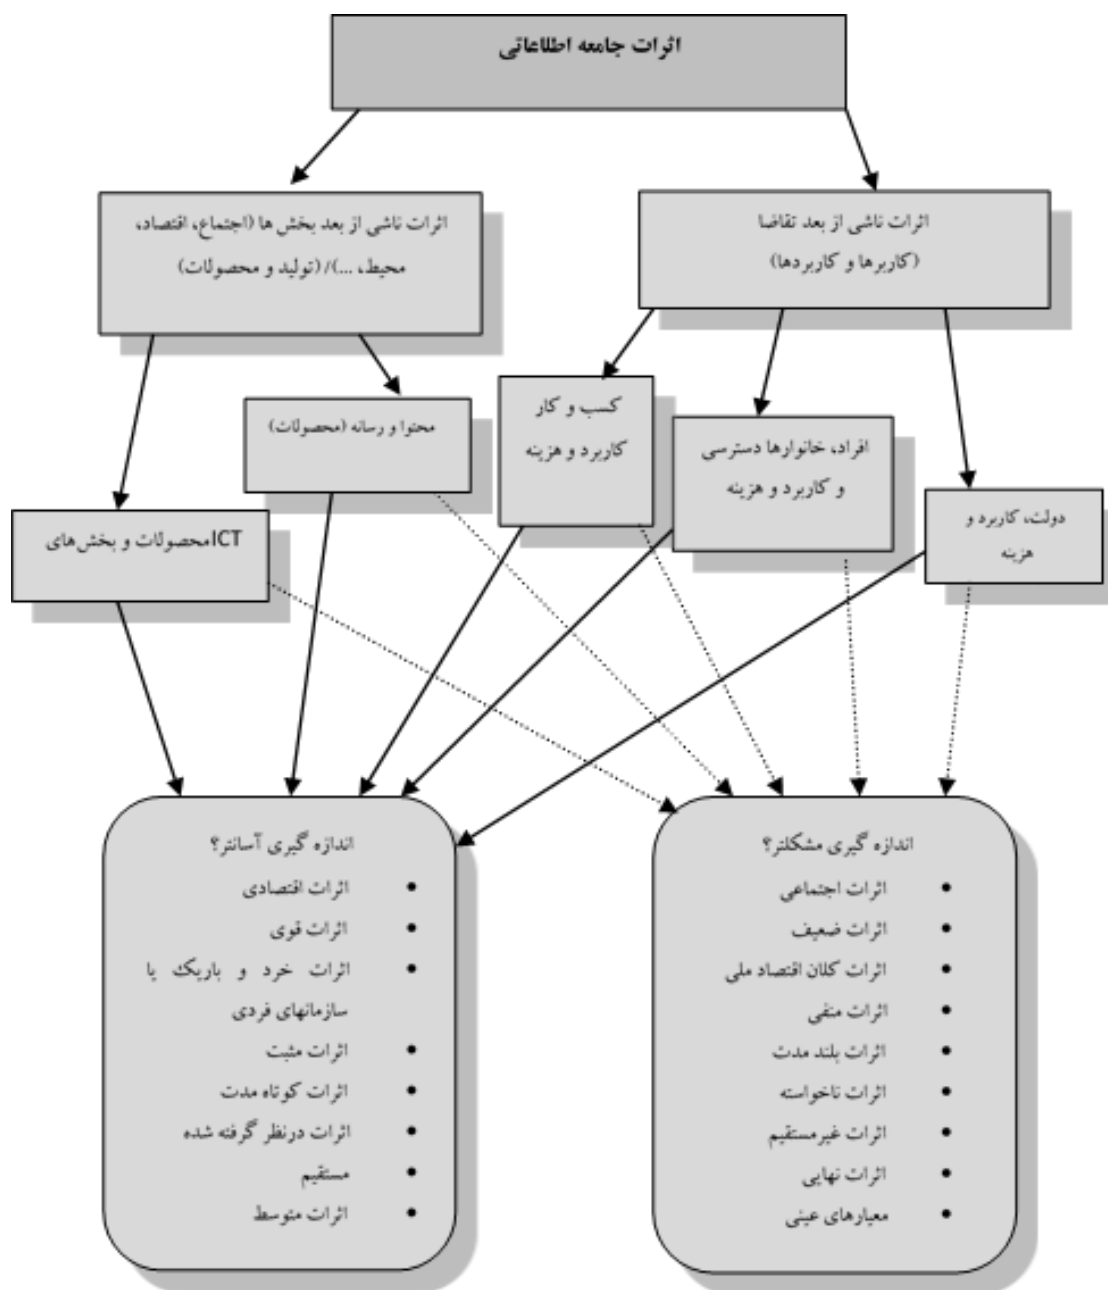 اثرات جامعه اطلاعاتی
اثرات ناشی از بعد تقاضا
(کاربرها و کاربردها)
اثرات ناشی از بعد بخش ها (اجتماع، اقتصاد،
محیط، ...)/ (تولید و محصولات)
کسب و کار
کاربرد و هزینه
افراد، خانوارها دسترسی
و کاربرد و هزینه
دولت، کاربرد و
هزینه
محتوا و رسانه (محصولات)
ICTمحصولات و بخش‌های
اندازه گیری مشکلتر؟
• اثرات اجتماعی
• اثرات ضعیف
• اثرات کلان اقتصاد ملی
• اثرات منفی
• اثرات بلند مدت
• اثرات ناخواسته
• اثرات غیرمستقیم
• اثرات نهایی
• معیارهای عینی
اندازه گیری آسانتر؟
• اثرات اقتصادی
• اثرات قوی
• اثرات خرد و باریک یا
سازمانهای فردی
• اثرات مثبت
• اثرات کوتاه مدت
• اثرات درنظر گرفته شده
• مستقیم
• اثرات متوسط